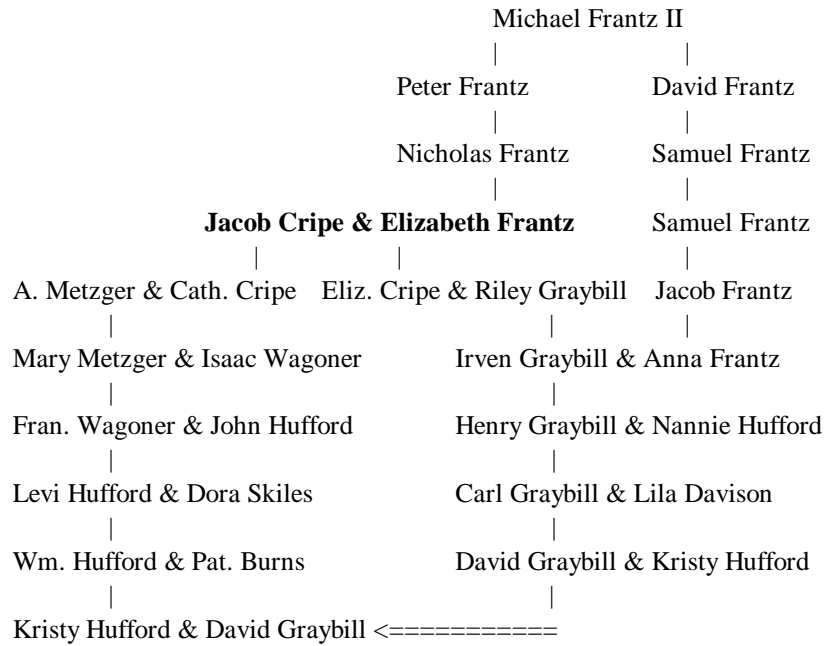 Michael Frantz II
| |
Peter Frantz David Frantz
| |
Nicholas Frantz Samuel Frantz
| |
Jacob Cripe & Elizabeth Frantz Samuel Frantz
| | |
A. Metzger & Cath. Cripe Eliz. Cripe & Riley Graybill Jacob Frantz
| | |
Mary Metzger & Isaac Wagoner Irven Graybill & Anna Frantz
| |
Fran. Wagoner & John Hufford Henry Graybill & Nannie Hufford
| |
Levi Hufford & Dora Skiles Carl Graybill & Lila Davison
| |
Wm. Hufford & Pat. Burns David Graybill & Kristy Hufford
| |
Kristy Hufford & David Graybill <===========